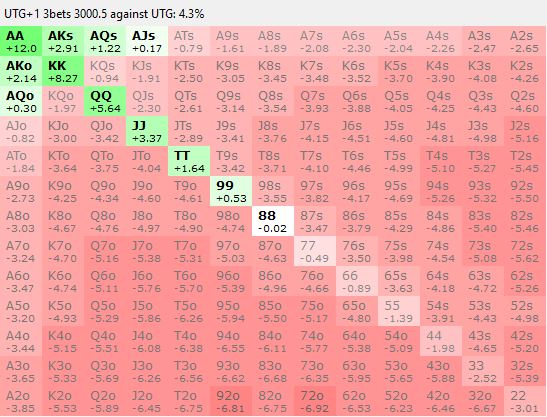 UTG+1 3bets 3000.5 against UTG: 4.3%
AA AKs AQs AJs ATs A9s A8s A7s A6s A5s A4s A3s A2s
+12.0 +2.91 +1.22 +0.17 -0.79 -1.61 -1.89 -2.08 -2.30 -2.04 -2.26 -2.47 -2.65
AKo KK KQs KJs KTs K9s K8s K7s K6s K5s K4s K3s K2s
+2.14 +8.27 -0.94 -1.91 -2.50 -3.05 -3.45 -3.48 -3.52 -3.70 -3.90 -4.08 -4.26
AQo KQo QQ QJs QTs Q9s Q8s Q7s Q6s Q5s Q4s Q3s Q2s
+0.30 -1.97 +5.64 -2.30 -2.61 -3.14 -3.54 -3.93 -3.88 -4.05 -4.25 -4.43 -4.60
AJo KJo QJo JJ JTs J9s J8s J7s J6s J5s J4s J3s J2s
-0.82 -3.00 -3.42 +3.37 -2.89 -3.41 -3.76 -4.15 -4.51 -4.60 -4.81 -4.98 -5.16
ATo KTo QTo JTo TT T9s T8s T7s T6s T5s T4s T3s T2s
-1.84 -3.64 -3.75 -4.04 +1.64 -3.42 -3.71 -4.10 -4.46 -4.99 -5.10 -5.27 -5.45
A9o K9o Q9o J9o T9o 99 98s 97s 96s 95s 94s 93s 92s
-2.73 -4.25 -4.34 -4.60 -4.61 +0.53 -3.55 -3.82 -4.17 -4.69 -5.26 -5.32 -5.50
A8o K8o Q8o J8o T8o 98o 88 87s 86s 85s 84s 83s 82s
-3.03 -4.67 -4.76 -4.97 -4.90 -4.74 -0.02 -3.47 -3.79 -4.29 -4.86 -5.40 -5.46
A7o K7o Q7o J7o T7o 97o 87o 77 76s 75s 74s 73s 72s
-3.24 -4.70 -5.16 -5.38 -5.31 -5.03 -4.63 -0.49 -3.50 -3.98 -4.54 -5.08 -5.62
A6o K6o Q6o J6o T6o 96o 86o 76o 66 65s 64s 63s 62s
-3.47 -4.74 -5.11 -5.76 -5.70 -5.39 -4.96 -4.66 -0.89 -3.63 -4.18 -4.72 -5.26
A5o K5o Q5o J5o T5o 95o 85o 75o 65o 55 54s 53s 52s
-3.20 -4.93 -5.29 -5.86 -6.26 -5.94 -5.50 -5.17 -4.80 -1.39 -3.91 -4.43 -4.98
A4o K4o Q4o J4o T4o 94o 84o 74o 64o 54o 44 43s 42s
-3.44 -5.15 -5.51 -6.08 -6.38 -6.55 -6.11 -5.77 -5.38 -5.09 -1.98 -4.65 -5.20
A3o K3o Q3o J3o T3o 93o 83o 73o 63o 53o 43o 33 32s
-3.65 -5.33 -5.69 -6.26 -6.56 -6.62 -6.68 -6.35 -5.95 -5.65 -5.88 -2.52 -5.39
A2o K2o Q2o J2o T2o 92o 82o 72o 62o 52o 42o 32o 22
-3.85 -5.53 -5.89 -6.45 -6.75 -6.81 -6.75 -6.92 -6.53 -6.23 -6.46 -6.67 -3.01